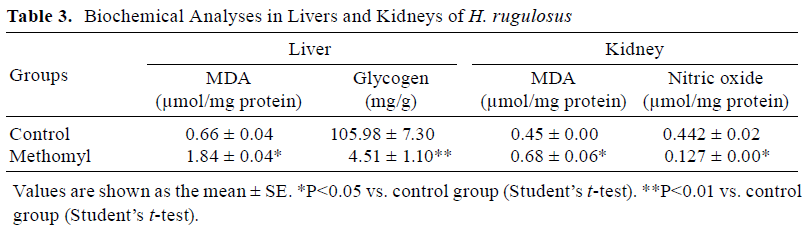 Table 3. Biochemical Analyses in Livers and Kidneys of H. rugulosus
Groups Liver Kidney
MDA Glycogen MDA Nitric oxide
(μmol/mg protein) (mg/g) (μmol/mg protein) (μmol/mg protein)
Control 0.66 ± 0.04 105.98 ± 7.30 0.45 ± 0.00 0.442 ± 0.02
Methomyl 1.84 ± 0.04* 4.51 ± 1.10** 0.68 ± 0.06* 0.127 ± 0.00*
Values are shown as the mean ± SE. *P<0.05 vs. control group (Student’s t-test). **P<0.01 vs. control
group (Student’s t-test).